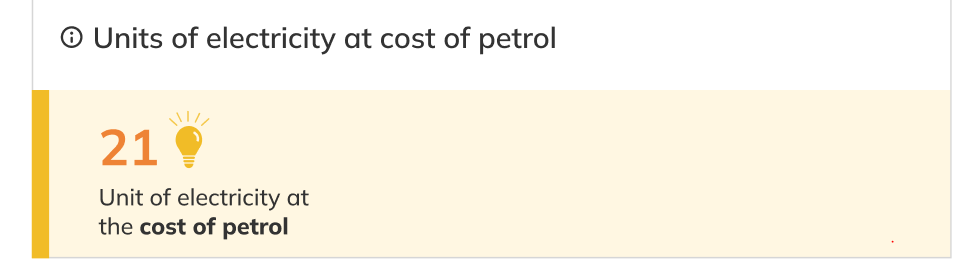 Units of electricity at cost of petrol
21
Unit of electricity at
the cost of petrol